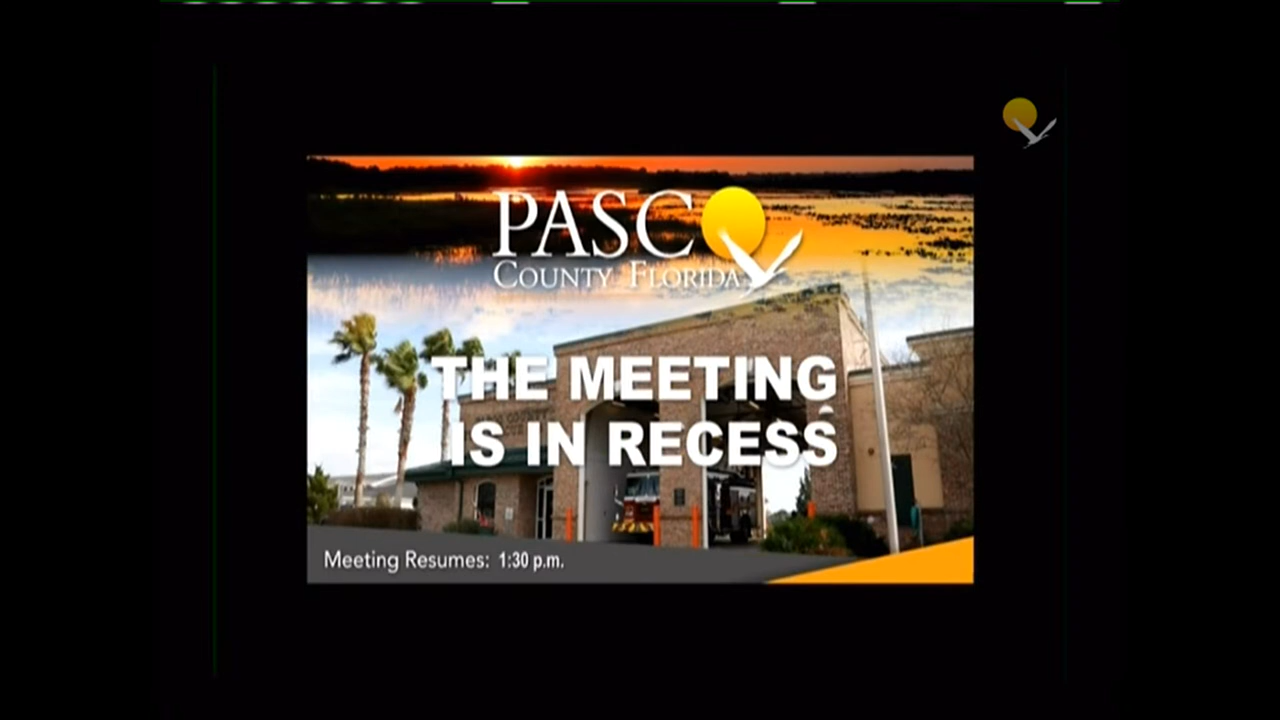 PASCO
COUNTY FLORIDA
THE MEETING
IS IN RECESS
Meeting Resumes: 1:30 p.m.